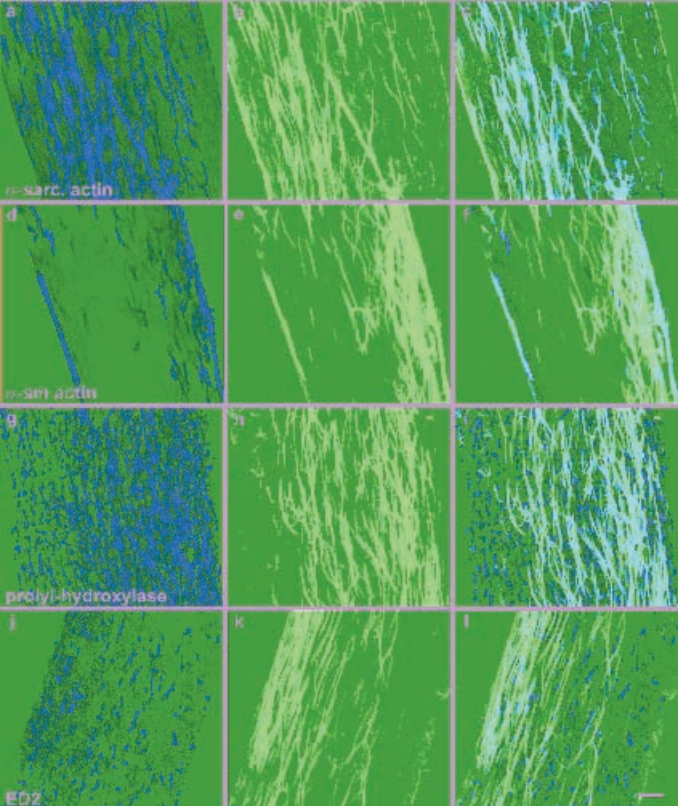 a
c
α-sarc. actin
d
e
f
α-sm actin
g
h
i
prolyl-hydroxylase
j
k
l
ED2